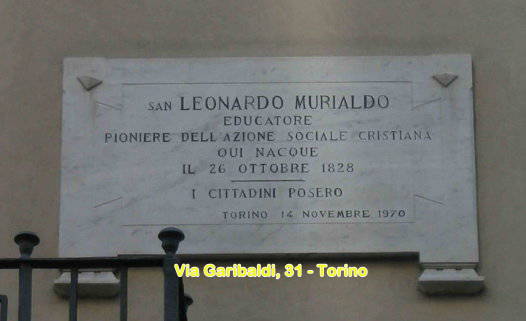 SAN LEONARDO MURIALDO
EDUCATORE
PIONIERE DELL'AZIONE SOCIALE CRISTIANA
QUI NACQUE
IL 26 OTTOBRE 1828
I CITTADINI POSERO
TORINO 14 NOVEMBRE 1970
Via Garibaldi, 31 - Torino